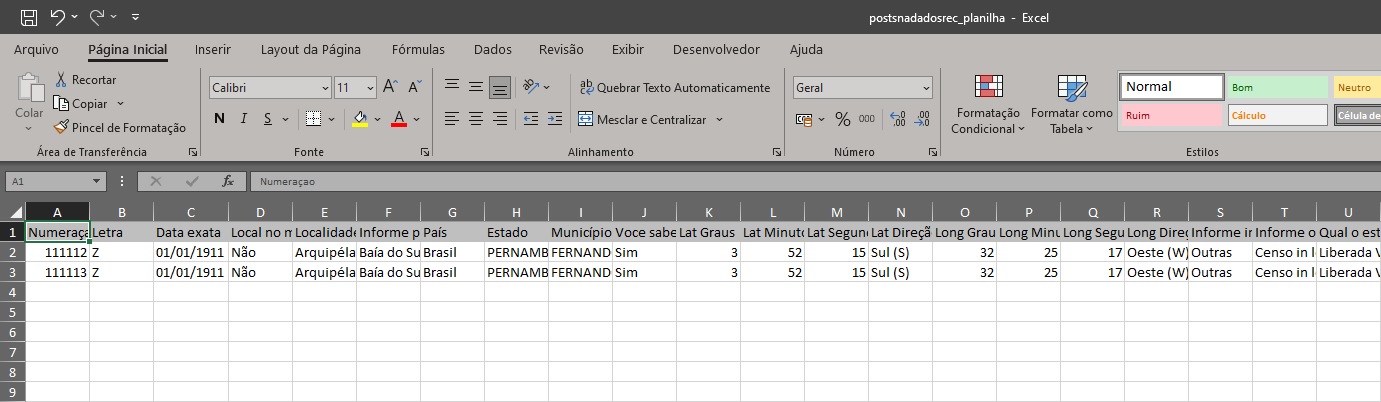 postsnadadosrec_planilha - Excel
Arquivo Página Inicial Inserir Layout da Página Fórmulas Dados Revisão Exibir Desenvolvedor Ajuda
Colar
Recortar
Copiar
Pincel de Formatação
Área de Transferência
Calibri 11 A A
N I S A
Fonte
ab
Quebrar Texto Automaticamente
Mesclar e Centralizar
Alinhamento
Geral
% 000
Número
Formatação Condicional
Formatar como Tabela
Normal Bom Neutro
Ruim Cálculo Célula de
Estilos
A1 fx Numeraçao
A B C D E F G H I J K L M N O P Q R S T U
1 Numeraça Letra Data exata Local no m Localidade Informe p País Estado Município Voce sabe Lat Graus Lat Minuto Lat Segund Lat Direçã Long Grau Long Minu Long Segu Long Direç Informe in Informe o Qual o est
2 111112 Z 01/01/1911 Não Arquipéla Baía do Su Brasil PERNAMB FERNAND Sim 3 52 15 Sul (S) 32 25 17 Oeste (W) Outras Censo in l Liberada V
3 111113 Z 01/01/1911 Não Arquipéla Baía do Su Brasil PERNAMB FERNAND Sim 3 52 15 Sul (S) 32 25 17 Oeste (W) Outras Censo in l Liberada V
4
5
6
7
8
9